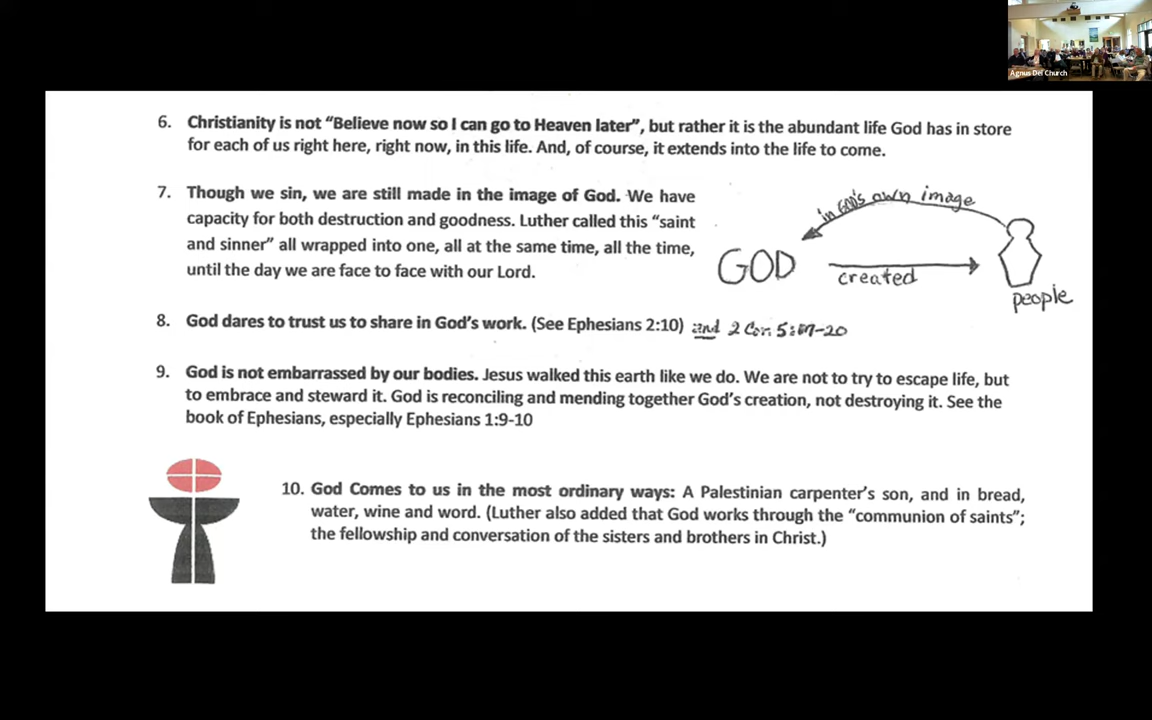 Agnus Dei Church
6. Christianity is not “Believe now so I can go to Heaven later”, but rather it is the abundant life God has in store
for each of us right here, right now, in this life. And, of course, it extends into the life to come.
7. Though we sin, we are still made in the image of God. We have
capacity for both destruction and goodness. Luther called this “saint
and sinner” all wrapped into one, all at the same time, all the time,
until the day we are face to face with our Lord.
in GOD's own image
GOD
created
people
8. God dares to trust us to share in God’s work. (See Ephesians 2:10) and 2 Cor. 5:17-20
9. God is not embarrassed by our bodies. Jesus walked this earth like we do. We are not to try to escape life, but
to embrace and steward it. God is reconciling and mending together God’s creation, not destroying it. See the
book of Ephesians, especially Ephesians 1:9-10
10. God Comes to us in the most ordinary ways: A Palestinian carpenter’s son, and in bread,
water, wine and word. (Luther also added that God works through the “communion of saints”;
the fellowship and conversation of the sisters and brothers in Christ.)